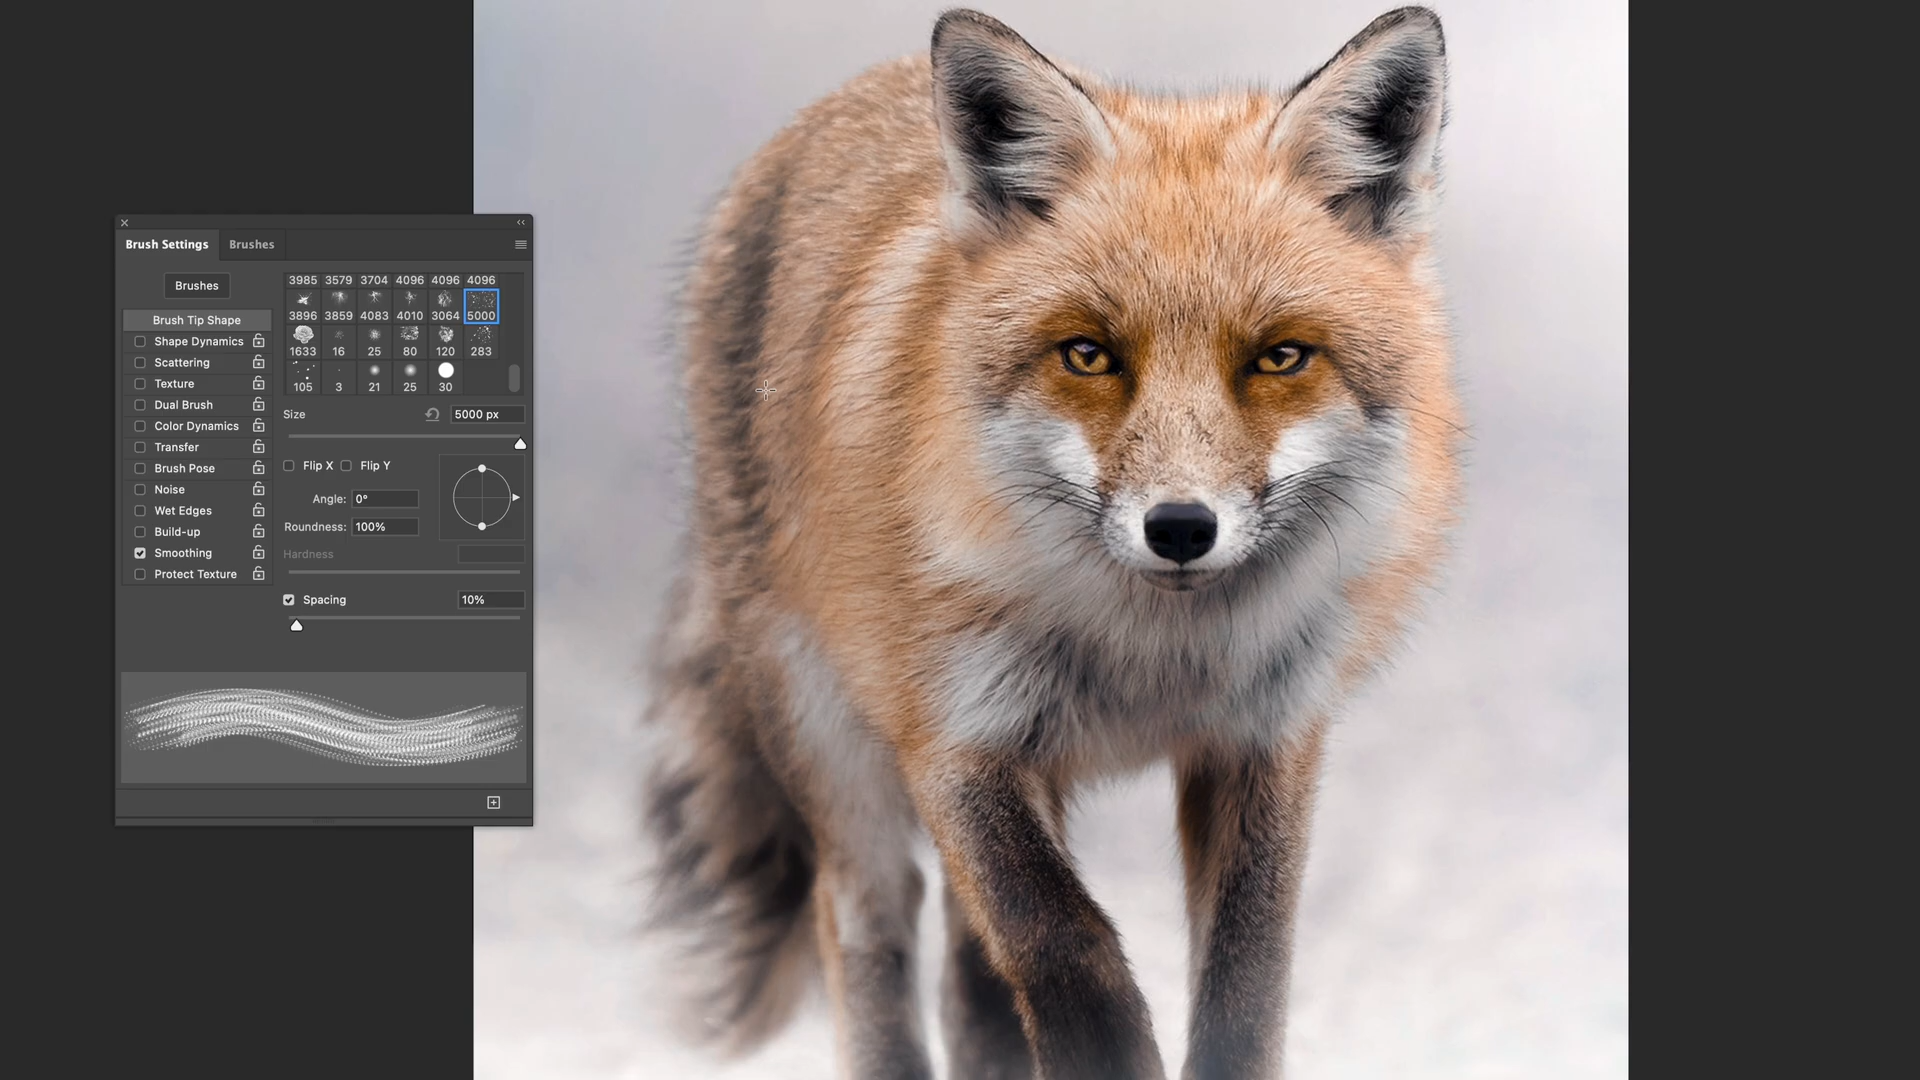 Brush Settings Brushes
Brushes
3985 3579 3704 4096 4096 4096
3896 3859 4083 4010 3064 5000
1633 16 25 80 120 283
105 3 21 25 30
Brush Tip Shape
Shape Dynamics
Scattering
Texture
Dual Brush
Color Dynamics
Transfer
Brush Pose
Noise
Wet Edges
Build-up
Smoothing
Protect Texture
Size 5000 px
Flip X Flip Y
Angle: 0°
Roundness: 100%
Hardness
Spacing 10%